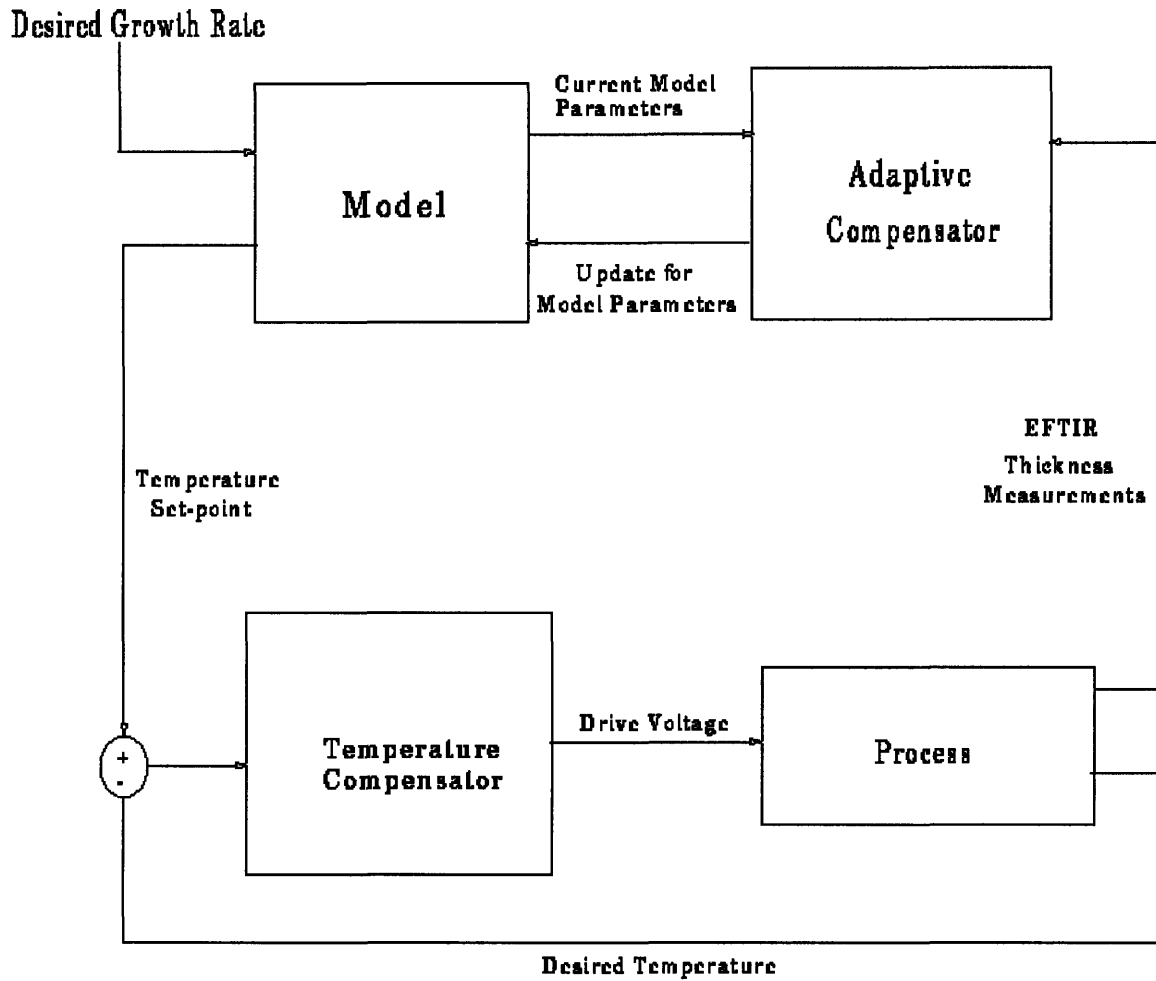 Desired Growth Rate
Current Model
Parameters
Model
Adaptive
Compensator
Update for
Model Parameters
EFTIR
Thickness
Measurements
Temperature
Set-point
Drive Voltage
+
-
Temperature
Compensator
Process
Desired Temperature